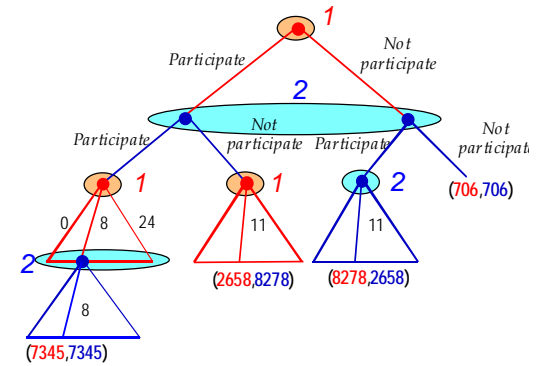 1
Participate
Not
participate
2
Participate
Not
participate
Participate
Not
participati
1
1
2
(706,706)
0
8
24
11
11
2
(2658,8278)
(8278,2658)
8
(7345,7345)